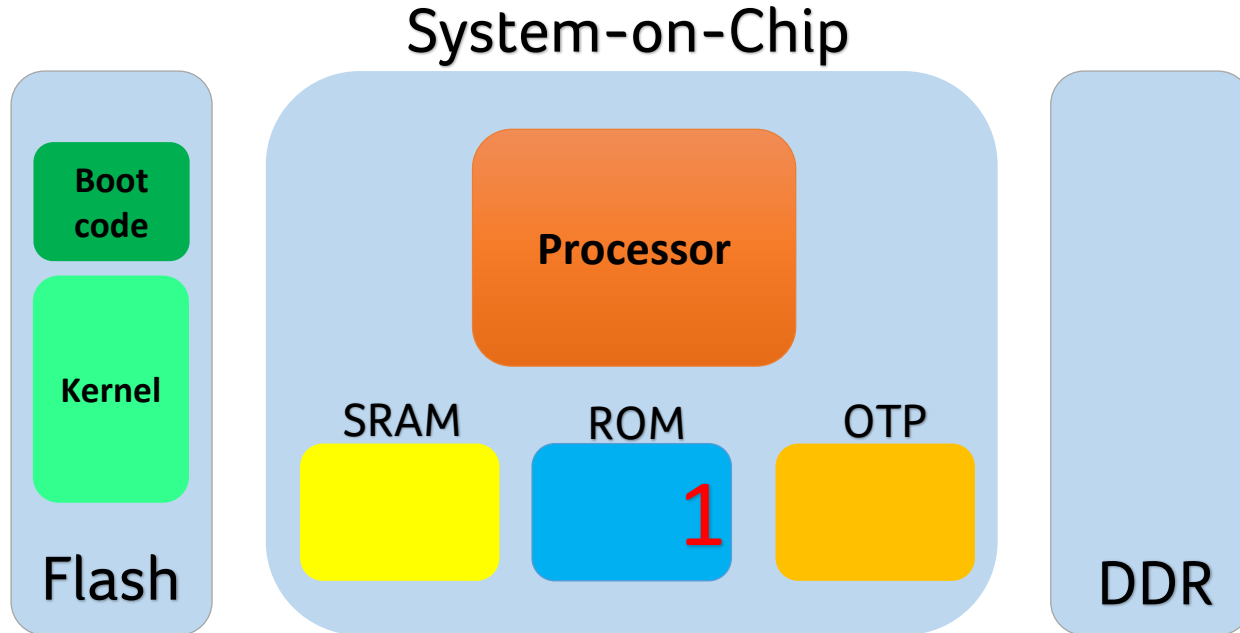 System-on-Chip
Boot
code
Kernel
Flash
Processor
SRAM
ROM
OTP
1
DDR